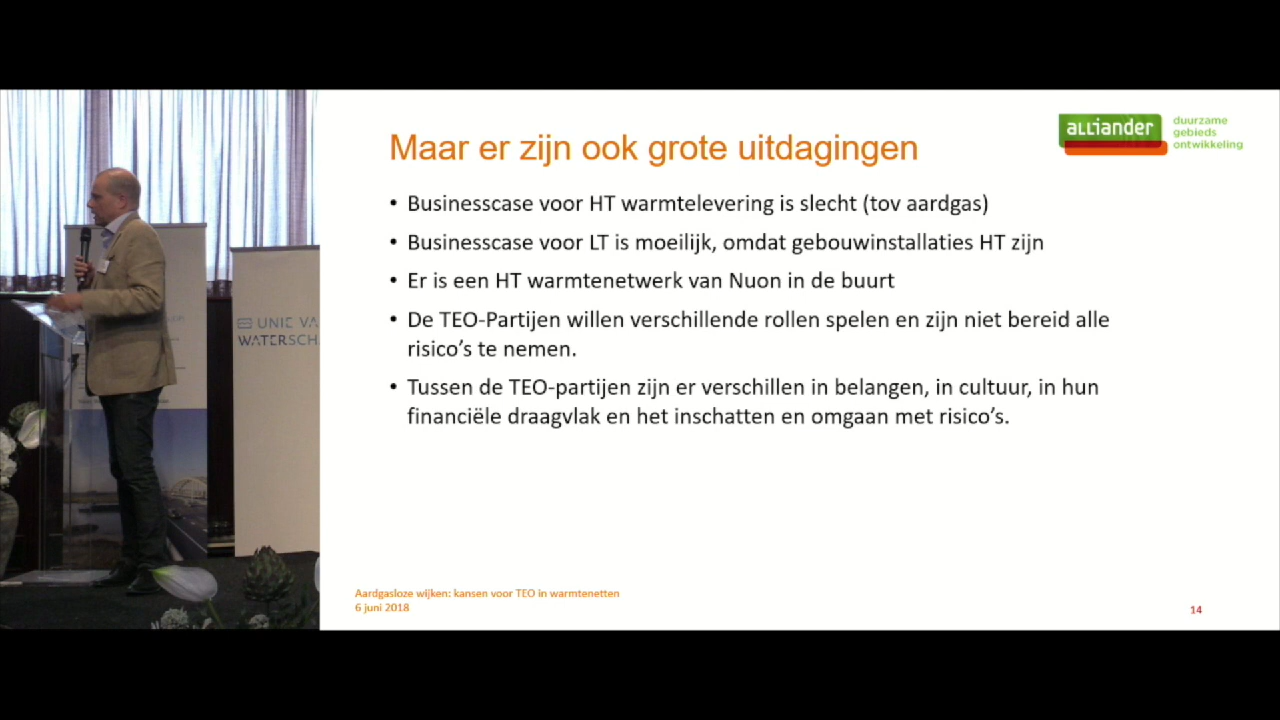 Maar er zijn ook grote uitdagingen
alliander
duurzame
gebieds
ontwikkeling
• Businesscase voor HT warmtelevering is slecht (tov aardgas)
• Businesscase voor LT is moeilijk, omdat gebouwinstallaties HT zijn
• Er is een HT warmtenetwerk van Nuon in de buurt
• De TEO-Partijen willen verschillende rollen spelen en zijn niet bereid alle
risico’s te nemen.
• Tussen de TEO-partijen zijn er verschillen in belangen, in cultuur, in hun
financiële draagvlak en het inschatten en omgaan met risico’s.
UNIE VA
WATERSCH
Aardgasloze wijken: kansen voor TEO in warmtenetten
6 juni 2018
14